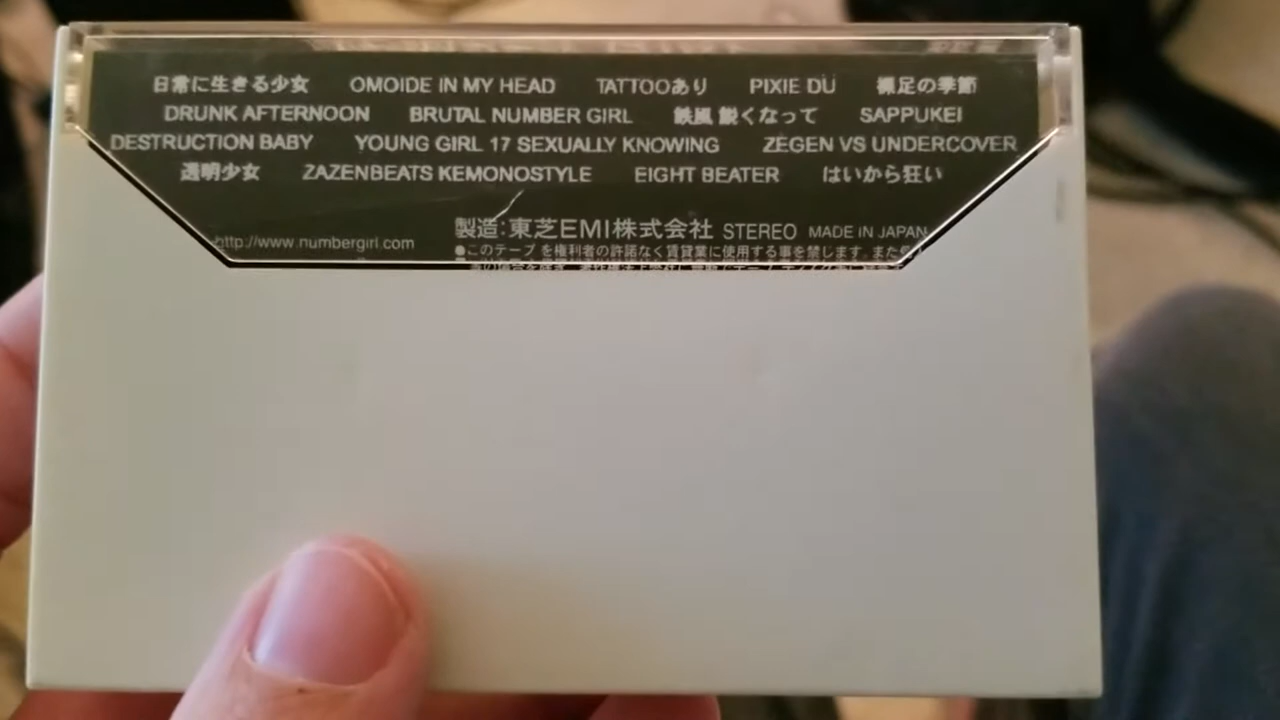 日常に生きる少女 OMOIDE IN MY HEAD TATTOOあり PIXIE DU 裸足の季節
DRUNK AFTERNOON BRUTAL NUMBER GIRL 鉄風 鋭くなって SAPPUKEI
DESTRUCTION BABY YOUNG GIRL 17 SEXUALLY KNOWING ZEGEN VS UNDERCOVER
透明少女 ZAZENBEATS KEMONOSTYLE EIGHT BEATER はいから狂い
http://www.numbergirl.com 製造:東芝EMI株式会社 STEREO MADE IN JAPAN
●このテープを権利者の許諾なく賃貸業に使用する事を禁じます。また